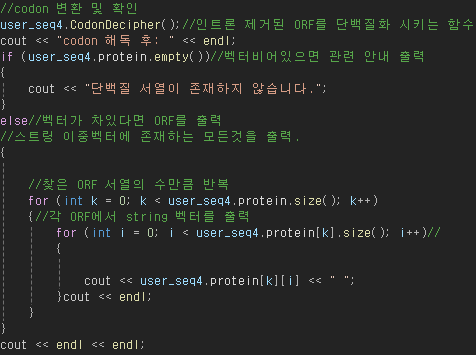 //codon 변환 및 확인
user_seq4.CodonDecipher();//인트론 제거된 ORF를 단백질화 시키는 함수
cout << "codon 해독 후: " << endl;
if (user_seq4.protein.empty())//벡터비어있으면 관련 안내 출력
{
cout << "단백질 서열이 존재하지 않습니다.";
}
else//벡터가 차있다면 ORF를 출력
//스트링 이중벡터에 존재하는 모든것을 출력.
{
//찾은 ORF 서열의 수만큼 반복
for (int k = 0; k < user_seq4.protein.size(); k++)
{//각 ORF에서 string 벡터를 출력
for (int i = 0; i < user_seq4.protein[k].size(); i++)//
{
cout << user_seq4.protein[k][i] << " ";
}cout << endl;
}
}
cout << endl << endl;